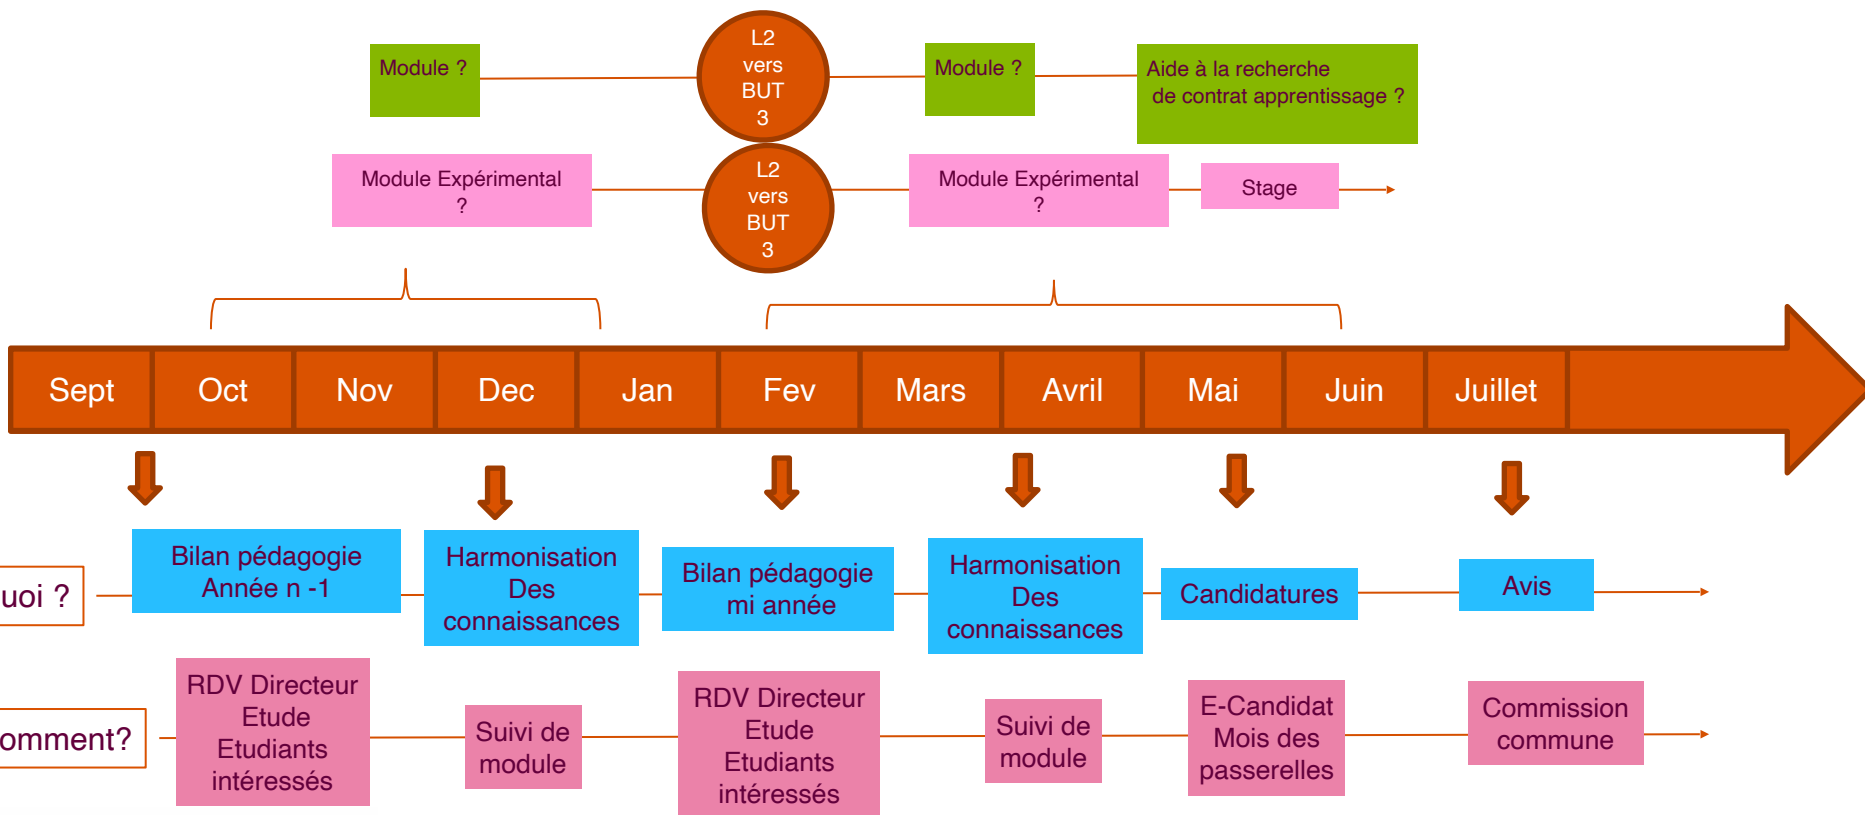 L2
vers
BUT
3
Module ?
Module ?
Aide à la recherche
de contrat apprentissage ?
L2
vers
BUT
3
Module Expérimental
?
Module Expérimental
?
Stage
Sept
Oct
Nov
Dec
Jan
Fev
Mars
Avril
Mai
Juin
Juillet
uoi ?
Bilan pédagogie
Année n -1
Harmonisation
Des
connaissances
Bilan pédagogie
mi année
Harmonisation
Des
connaissances
Candidatures
Avis
omment?
RDV Directeur
Etude
Etudiants
intéressés
Suivi de
module
RDV Directeur
Etude
Etudiants
intéressés
Suivi de
module
E-Candidat
Mois des
passerelles
Commission
commune